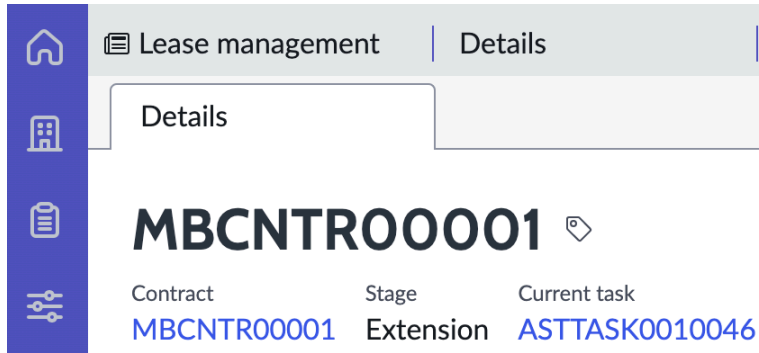 Lease management Details
Details
MBCNTR00001
Contract Stage Current task
MBCNTR00001 Extension ASTTASK0010046